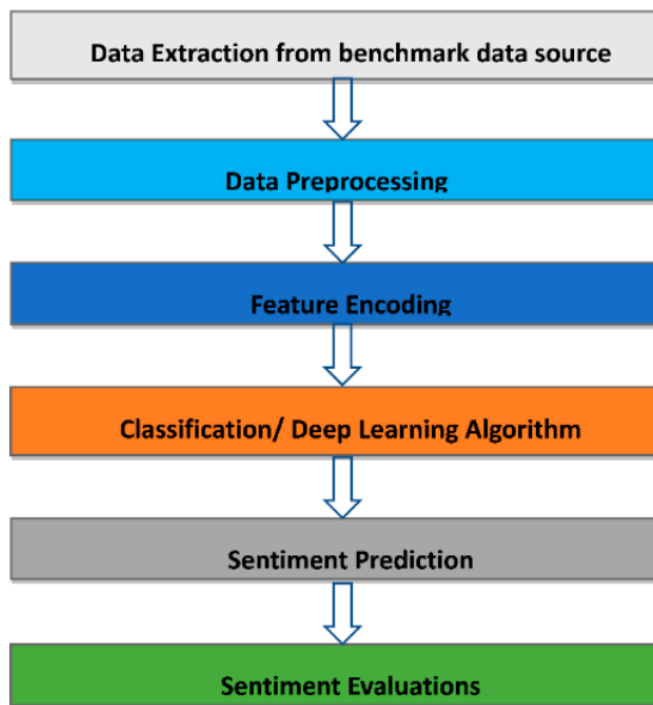 Data Extraction from benchmark data source
Data Preprocessing
Feature Encoding
Classification/ Deep Learning Algorithm
Sentiment Prediction
Sentiment Evaluations